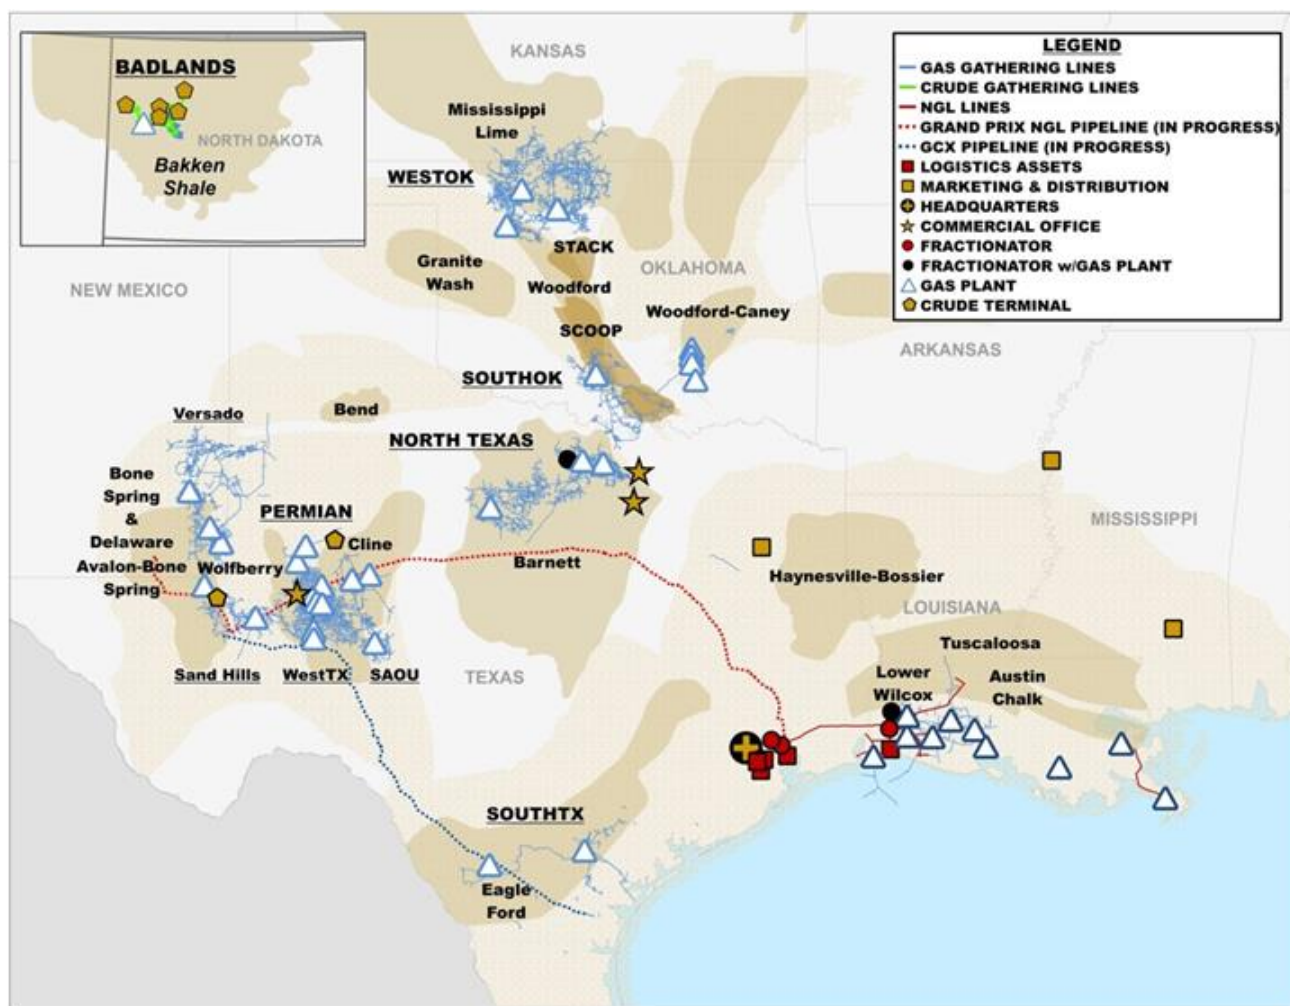 BADLANDS
NORTH DAKOTA
Bakken
Shale
KANSAS
Mississippi
Lime
WESTOK
STACK
Granite
Wash
Woodford
OKLAHOMA
NEW MEXICO
SCOOP
Woodford-Caney
ARKANSAS
SOUTHOK
Versado
Bend
NORTH TEXAS
Bone
Spring
&
Delaware
Avalon-Bone
Spring
PERMIAN
Cline
Wolfberry
Barnett
MISSISSIPPI
Haynesville-Bossier
LOUISIANA
Tuscaloosa
Sand Hills
WestTX
SAOU
TEXAS
Lower
Wilcox
Austin
Chalk
SOUTHTX
Eagle
Ford
LEGEND
GAS GATHERING LINES
CRUDE GATHERING LINES
NGL LINES
GRAND PRIX NGL PIPELINE (IN PROGRESS)
GCX PIPELINE (IN PROGRESS)
LOGISTICS ASSETS
MARKETING & DISTRIBUTION
HEADQUARTERS
COMMERCIAL OFFICE
FRACTIONATOR
FRACTIONATOR w/GAS PLANT
GAS PLANT
CRUDE TERMINAL